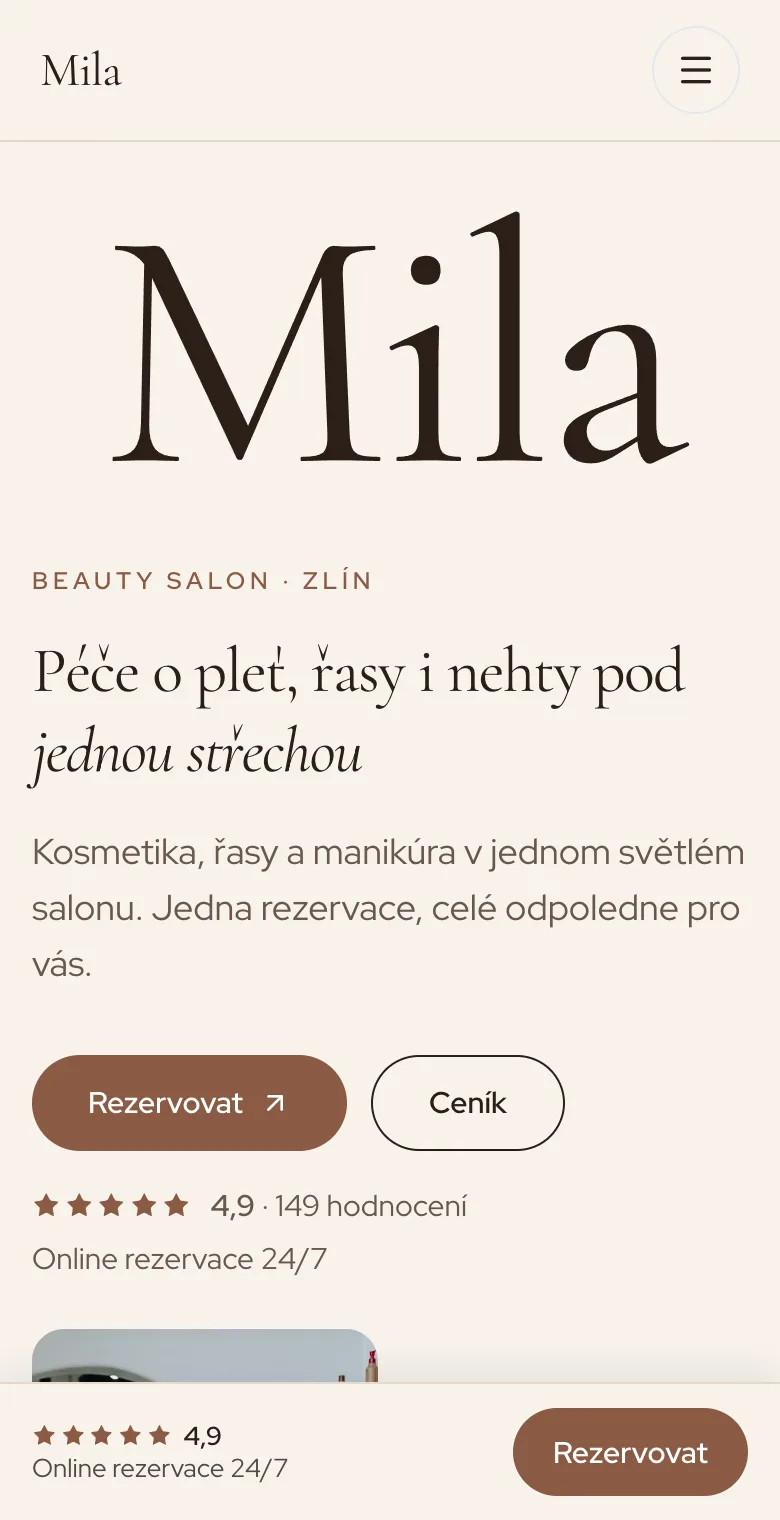 Mila
Mila
BEAUTY SALON · ZLÍN
Péče o pleť, řasy i nehty pod
jednou střechou
Kosmetika, řasy a manikúra v jednom světlém
salonu. Jedna rezervace, celé odpoledne pro
vás.
Rezervovat
Ceník
4,9 · 149 hodnocení
Online rezervace 24/7
4,9
Online rezervace 24/7
Rezervovat